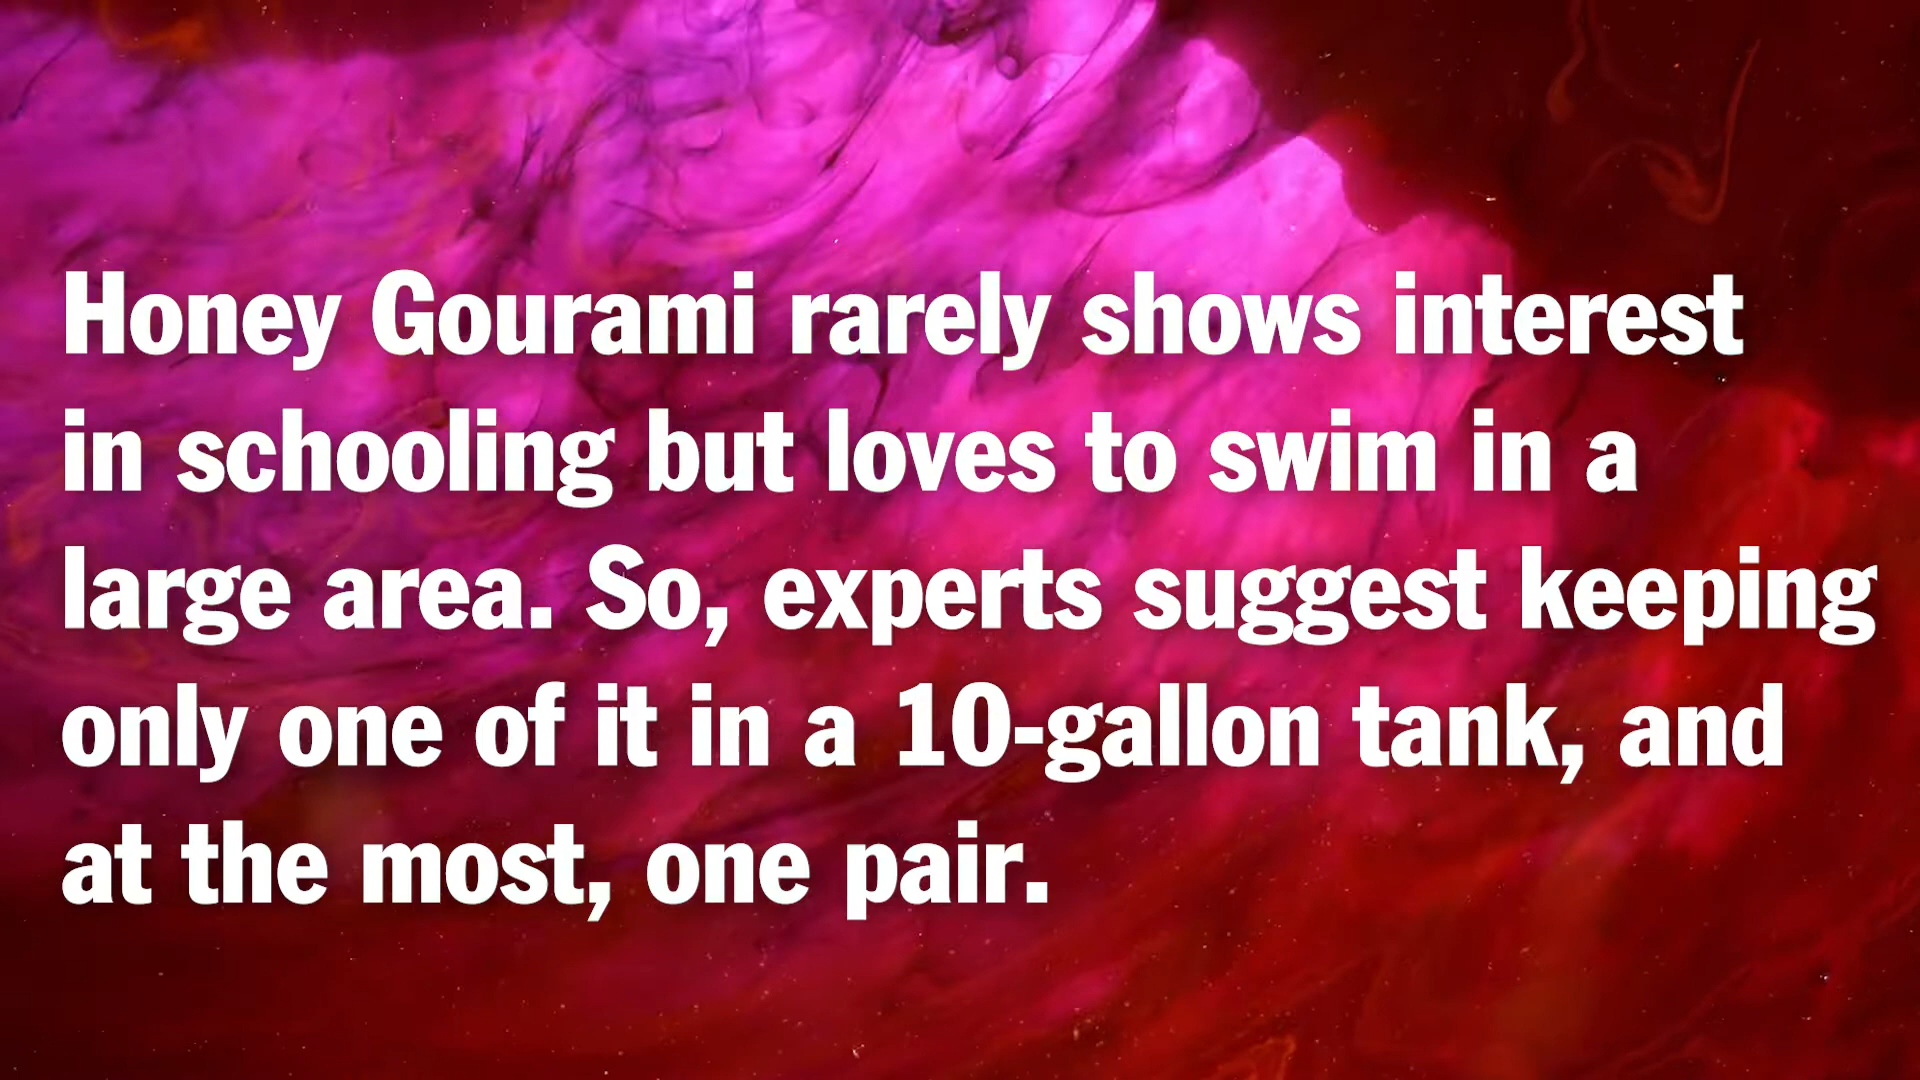 Honey Gourami rarely shows interest
in schooling but loves to swim in a
large area. So, experts suggest keeping
only one of it in a 10-gallon tank, and
at the most, one pair.